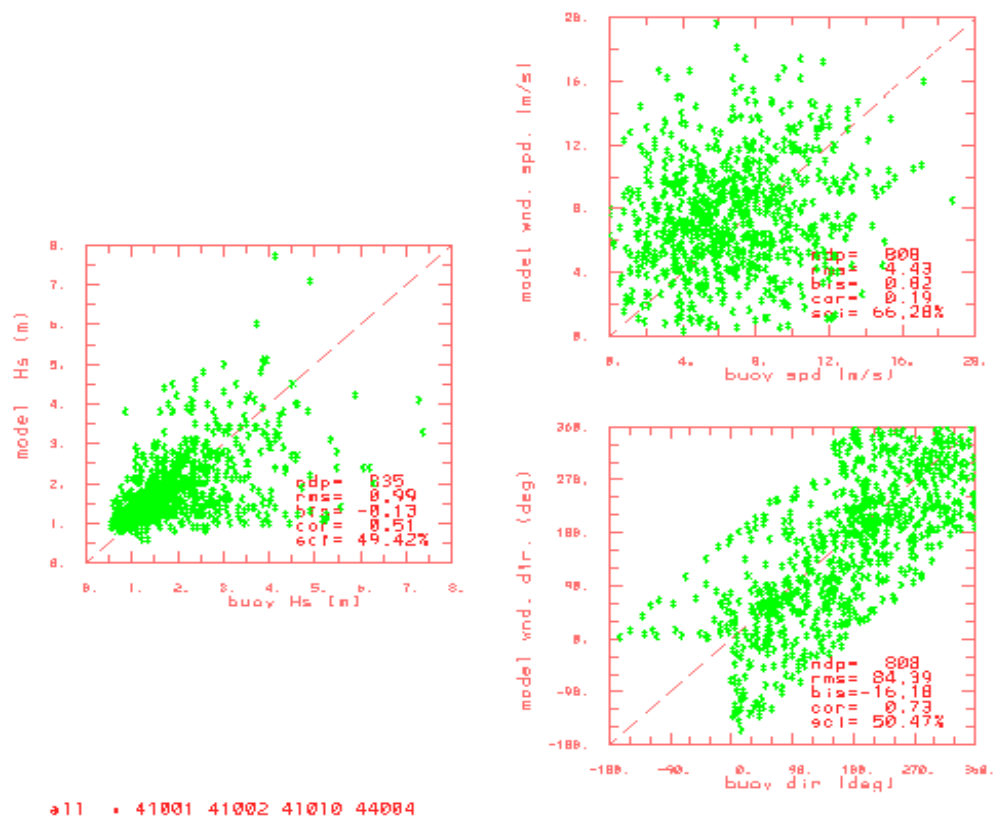 20.
16.
12.
8.
4.
0.
model wnd. spd. [m/s]
ndp= 808
rms= 4.43
bis= 0.82
cor= 0.19
sci= 66.28%
0. 4. 8. 12. 16. 20.
buoy spd [m/s]
8.
7.
6.
5.
4.
3.
2.
1.
0.
model Hs (m)
ndp= 835
rms= 0.99
bis= -0.13
cor= 0.51
sci= 49.42%
0. 1. 2. 3. 4. 5. 6. 7. 8.
buoy Hs [m]
360.
270.
180.
90.
0.
-90.
-180.
model wnd. dir. (deg)
ndp= 808
rms= 84.39
bis=-16.18
cor= 0.73
sci= 50.47%
-180. -90. 0. 90. 180. 270. 360.
buoy dir [deg]
all : 41001 41002 41010 44004